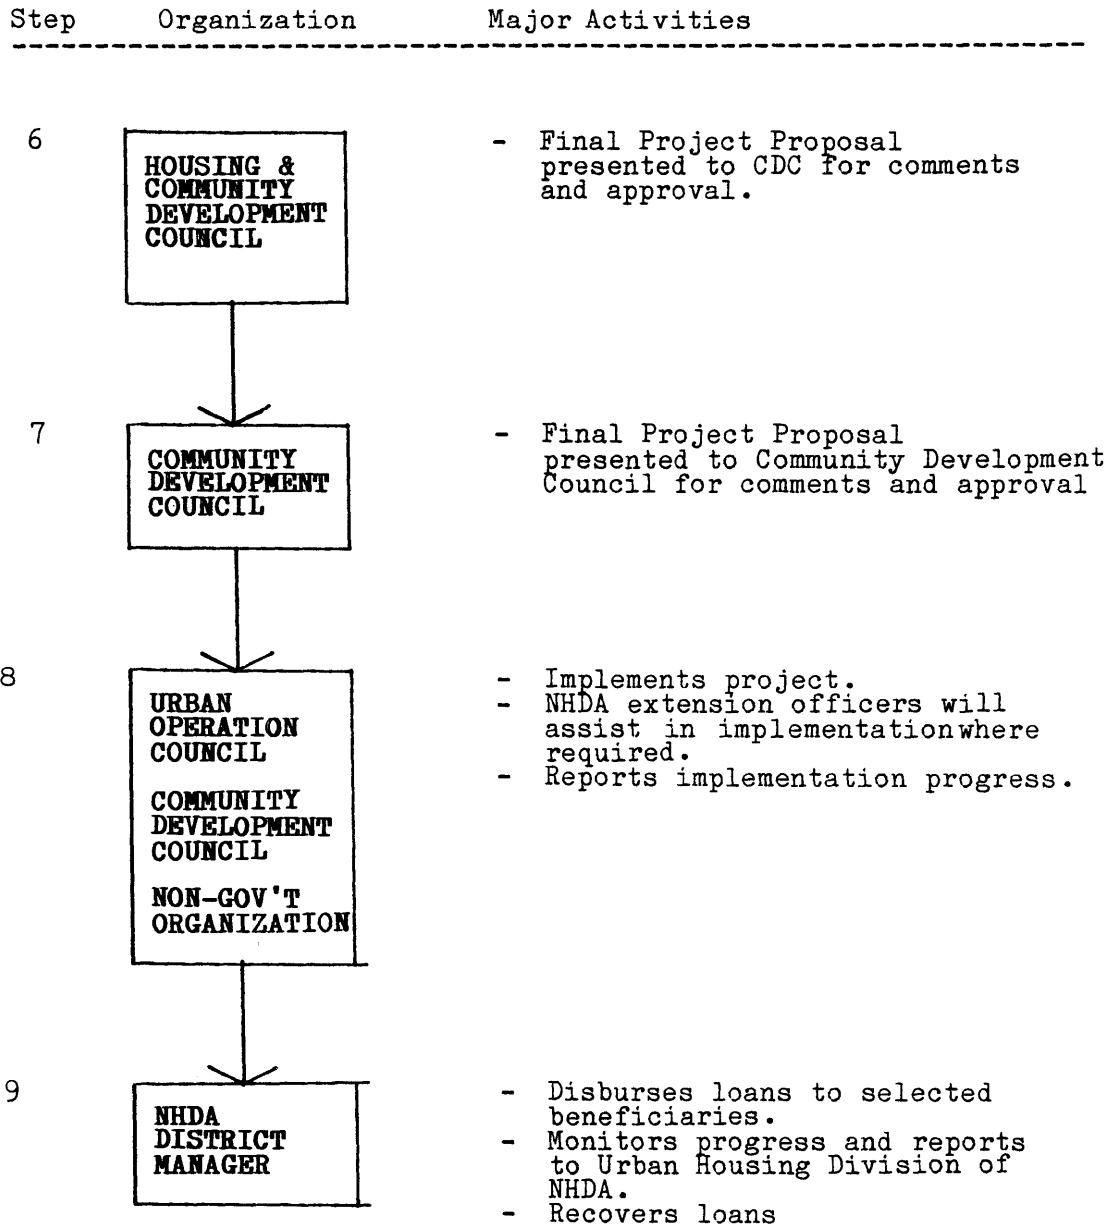 Step Organization Major Activities
6
HOUSING &
COMMUNITY
DEVELOPMENT
COUNCIL
- Final Project Proposal
presented to CDC for comments
and approval.
7
COMMUNITY
DEVELOPMENT
COUNCIL
- Final Project Proposal
presented to Community Development
Council for comments and approval
8
URBAN
OPERATION
COUNCIL
COMMUNITY
DEVELOPMENT
COUNCIL
NON-GOV'T
ORGANIZATION
- Implements project.
- NHDA extension officers will
assist in implementationwhere
required.
- Reports implementation progress.
9
NHDA
DISTRICT
MANAGER
- Disburses loans to selected
beneficiaries.
- Monitors progress and reports
to Urban Housing Division of
NHDA.
- Recovers loans